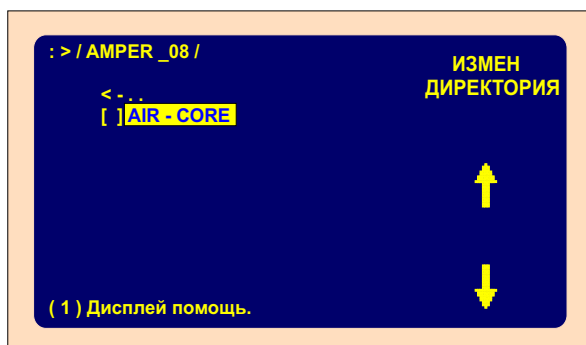 : > / AMPER _08 /
ИЗМЕН
ДИРЕКТОРИЯ
< - . .
[ ] AIR - CORE
( 1 ) Дисплей помощь.